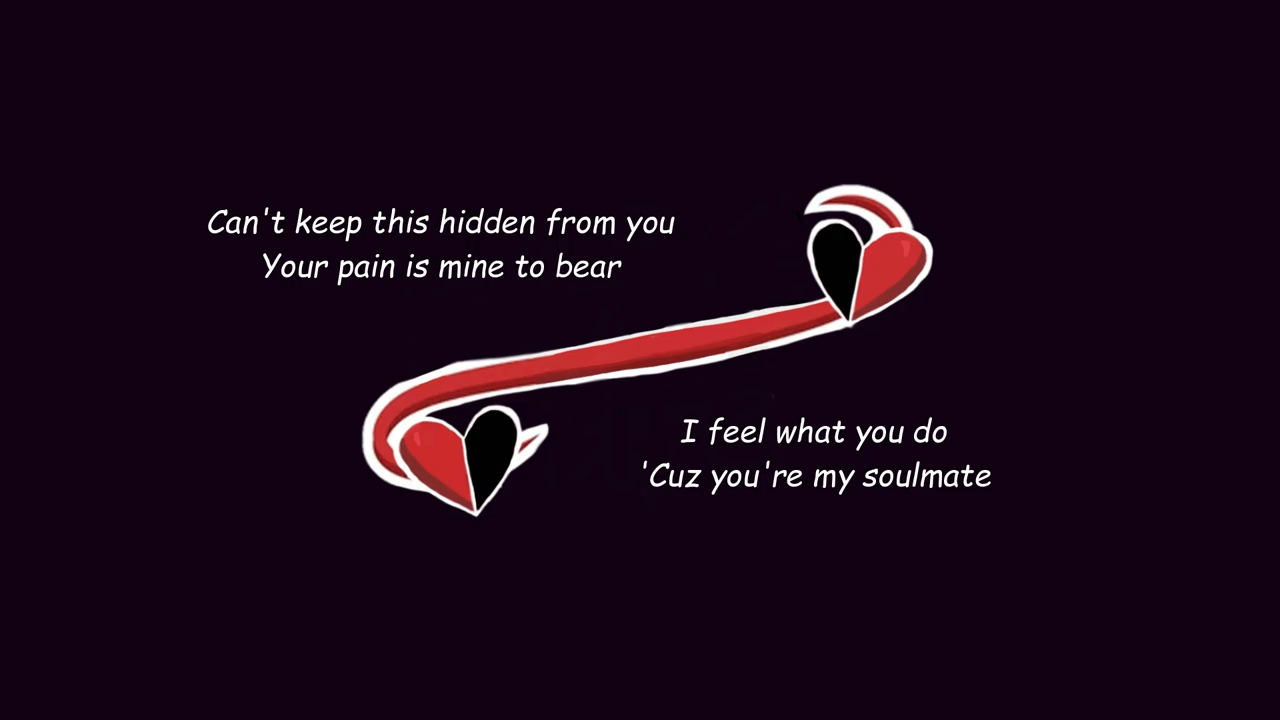 Can't keep this hidden from you
Your pain is mine to bear
I feel what you do
'Cuz you're my soulmate